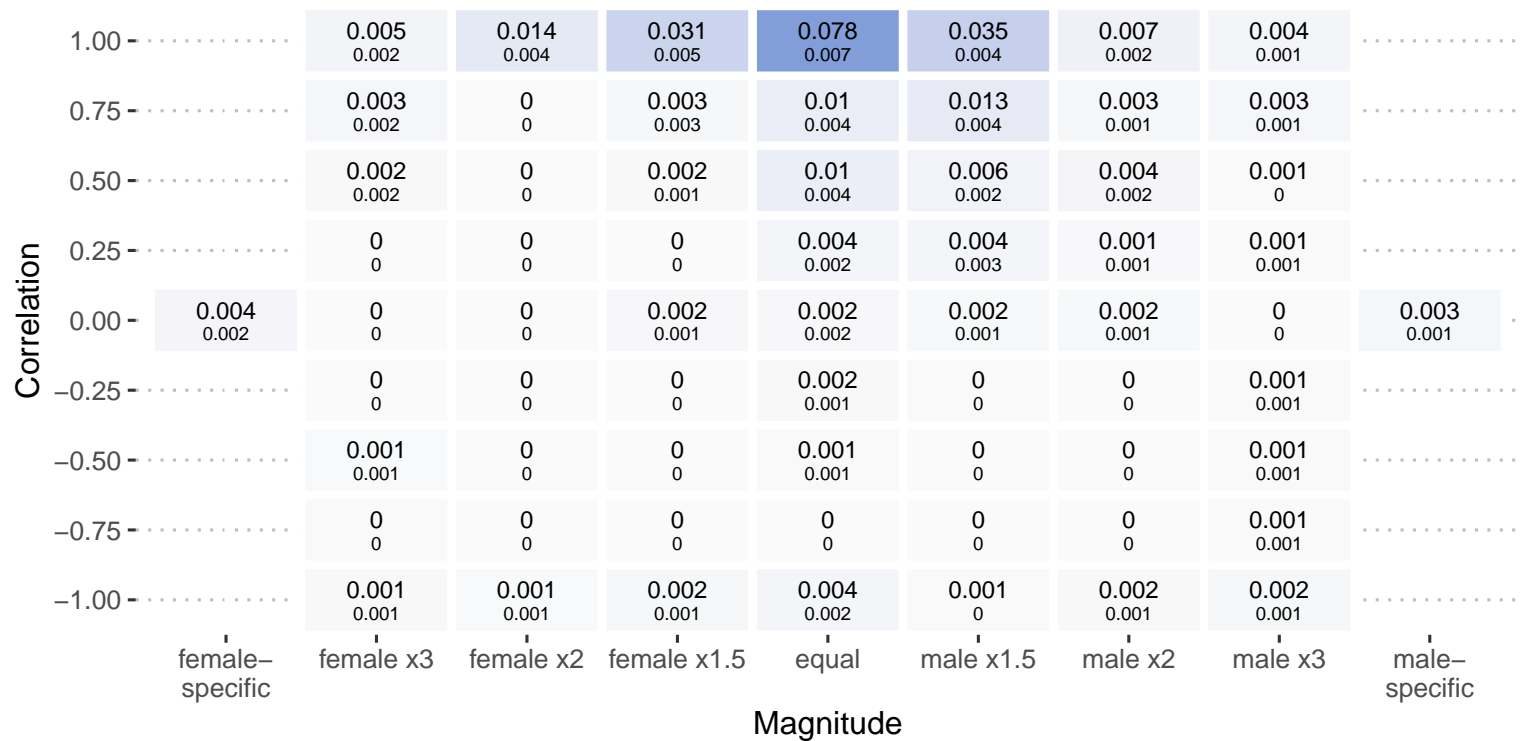 1.00 0.005 0.014 0.031 0.078 0.035 0.007 0.004
0.002 0.004 0.005 0.007 0.004 0.002 0.001
0.75 0.003 0 0.003 0.01 0.013 0.003 0.003
0.002 0 0.003 0.004 0.004 0.001 0.001
0.50 0.002 0 0.002 0.01 0.006 0.004 0.001
0.002 0 0.001 0.004 0.002 0.002 0
0.25 0 0 0 0.004 0.004 0.001 0.001
0 0 0 0.002 0.003 0.001 0.001
0.00 0.004 0 0 0.002 0.002 0.002 0.002 0 0.003
0.002 0 0 0.001 0.002 0.001 0.001 0 0.001
−0.25 0 0 0 0.002 0 0 0.001
0 0 0 0.001 0 0 0.001
−0.50 0.001 0 0 0.001 0 0 0.001
0.001 0 0 0.001 0 0 0.001
−0.75 0 0 0 0 0 0 0.001
0 0 0 0 0 0 0.001
−1.00 0.001 0.001 0.002 0.004 0.001 0.002 0.002
0.001 0.001 0.001 0.002 0 0.001 0.001
Correlation
female− female x3 female x2 female x1.5 equal male x1.5 male x2 male x3 male−
specific specific
Magnitude